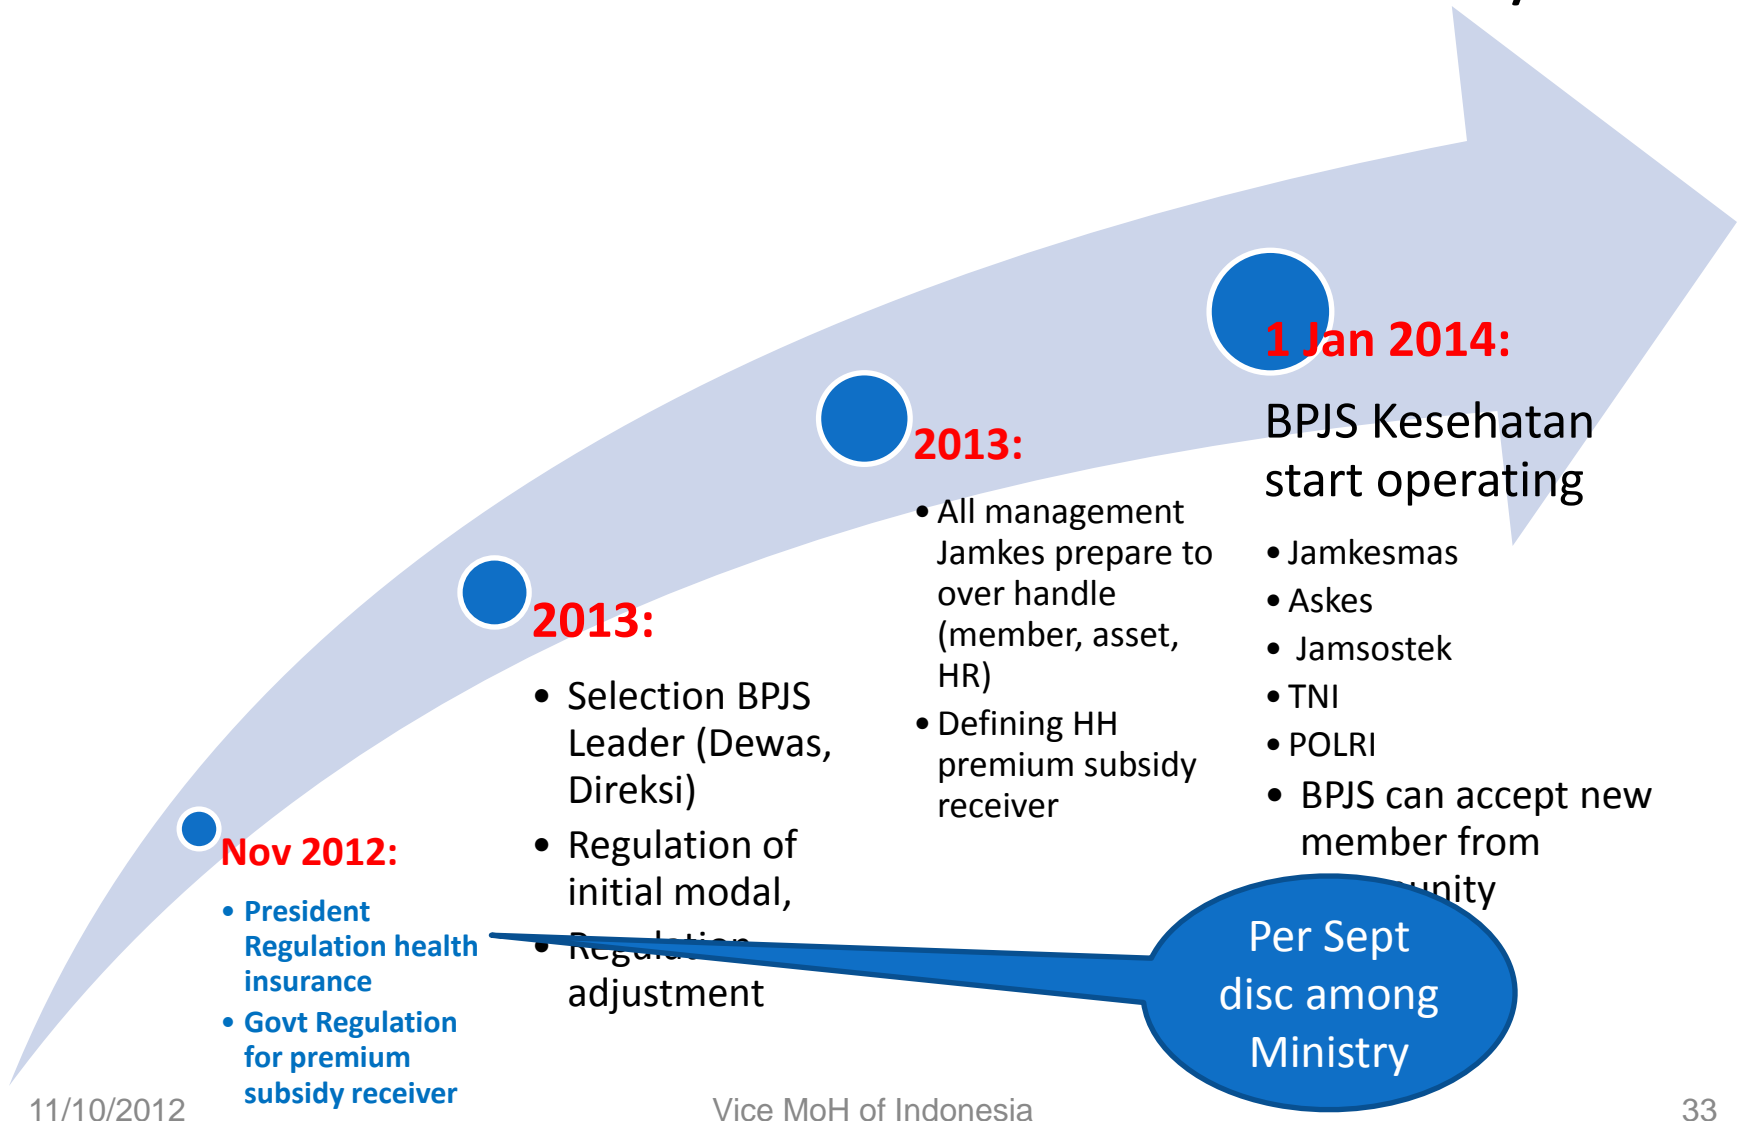 Nov 2012:
• President
Regulation health
insurance
• Govt Regulation
for premium
subsidy receiver
2013:
• Selection BPJS
Leader (Dewas,
Direksi)
• Regulation of
initial modal,
• Regulation
adjustment
2013:
• All management
Jamkes prepare to
over handle
(member, asset,
HR)
• Defining HH
premium subsidy
receiver
1 Jan 2014:
BPJS Kesehatan
start operating
• Jamkesmas
• Askes
• Jamsostek
• TNI
• POLRI
• BPJS can accept new
member from
Per Sept
disc among
Ministry
11/10/2012
Vice MoH of Indonesia
33